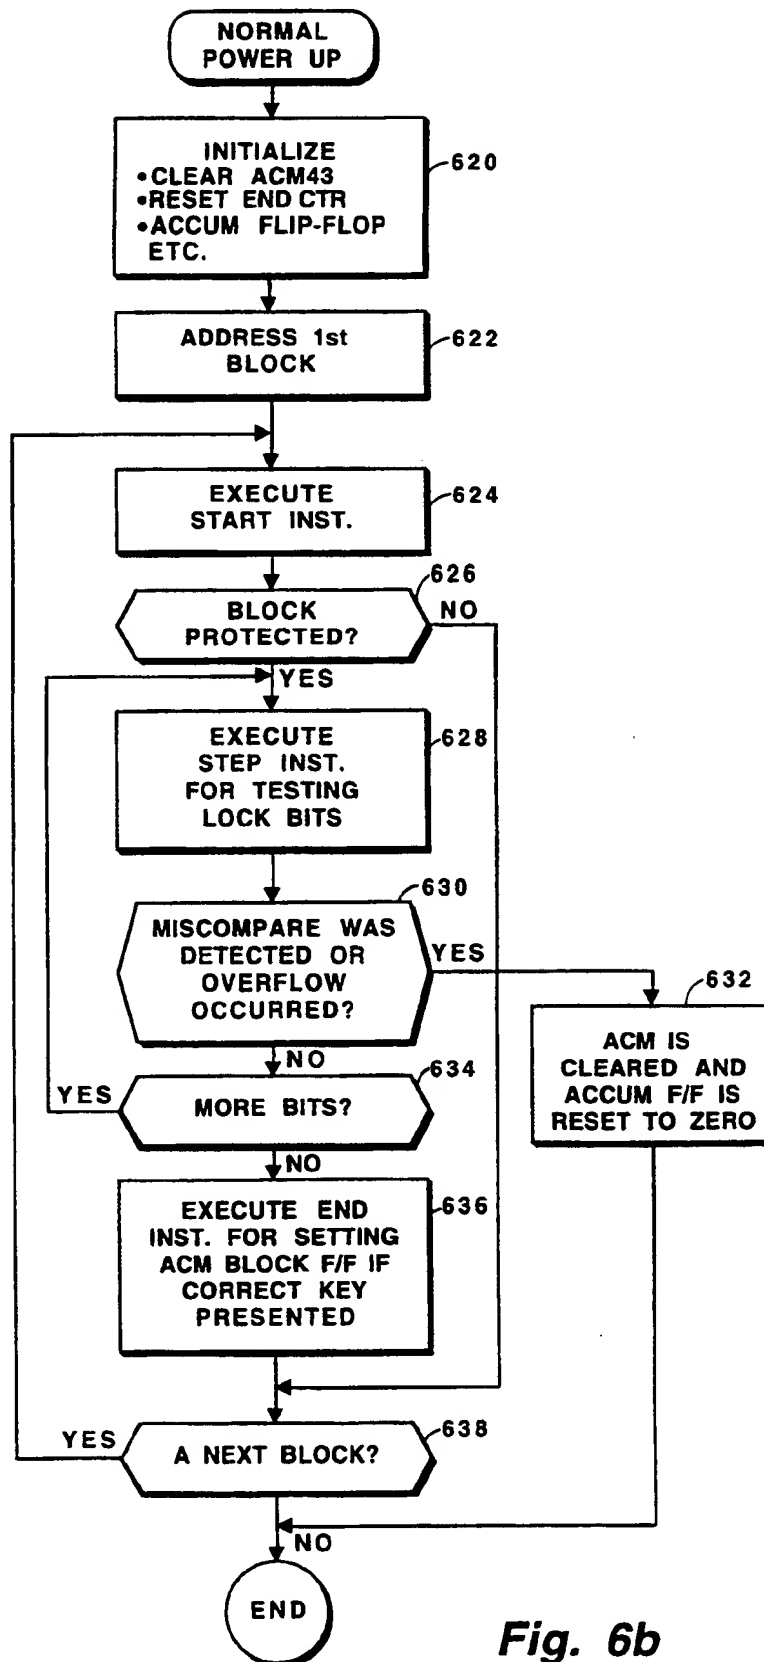 NORMAL
POWER UP
INITIALIZE
•CLEAR ACM43
•RESET END CTR
•ACCUM FLIP-FLOP
ETC.
620
ADDRESS 1st
BLOCK
622
EXECUTE
START INST.
624
626
BLOCK
PROTECTED?
NO
YES
EXECUTE
STEP INST.
FOR TESTING
LOCK BITS
628
630
MISCOMPARE WAS
DETECTED OR
OVERFLOW
OCCURRED?
YES
632
ACM IS
CLEARED AND
ACCUM F/F IS
RESET TO ZERO
NO
634
YES
MORE BITS?
NO
EXECUTE END
INST. FOR SETTING
ACM BLOCK F/F IF
CORRECT KEY
PRESENTED
636
638
YES
A NEXT BLOCK?
NO
END
Fig. 6b